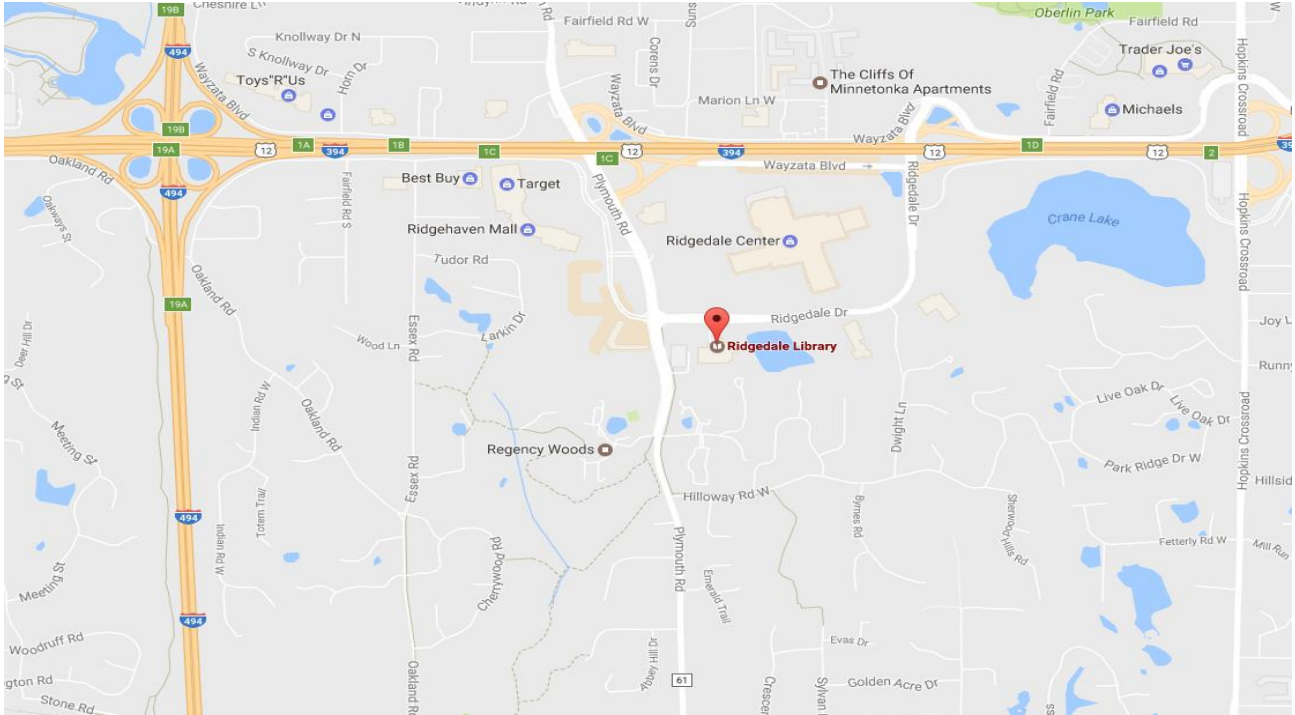 19B
Cheshire Ln
Fairfield Rd W
Oberlin Park
Fairfield Rd
Knollway Dr N
494
S Knollway Dr
Horn Dr
Corens Dr
Trader Joe's
Hopkins Crossroad
Toys"R"Us
Wayzata Blvd
Wayzata Blvd
The Cliffs Of
Minnetonka Apartments
Marion Ln W
Fairfield Rd
Michaels
19B
Wayzata Blvd
19A
12
1A
394
1B
1C
1C
12
394
12
1D
12
2
Oakland Rd
Wayzata Blvd
494
Best Buy
Target
Fairfield Rd S
Plymouth Rd
Ridgedale Dr
Oakways St
Crane Lake
Hopkins Crossroad
Ridgehaven Mall
Ridgedale Center
Tudor Rd
Oakland Rd
19A
Ridgedale Dr
Larkin Dr
Essex Rd
Wood Ln
Deer Hill Dr
Ridgedale Library
Indian Rd W
Oakland Rd
Live Oak Dr
Live Oak Dr
Dwight Ln
Meeting St
Hopkins Crossroad
Regency Woods
Park Ridge Dr W
Essex Rd
Hilloway Rd W
494
Totem Trail
Indian Rd W
Byrnes Rd
Sherwood Hills Rd
Plymouth Rd
Fetterly Rd W
Mill Run
Cherrywood Rd
Meeting St
Emerald Trail
494
Woodruff Rd
Evas Dr
Abbey Hill Dr
Oakland Rd
61
Golden Acre Dr
Stone Rd